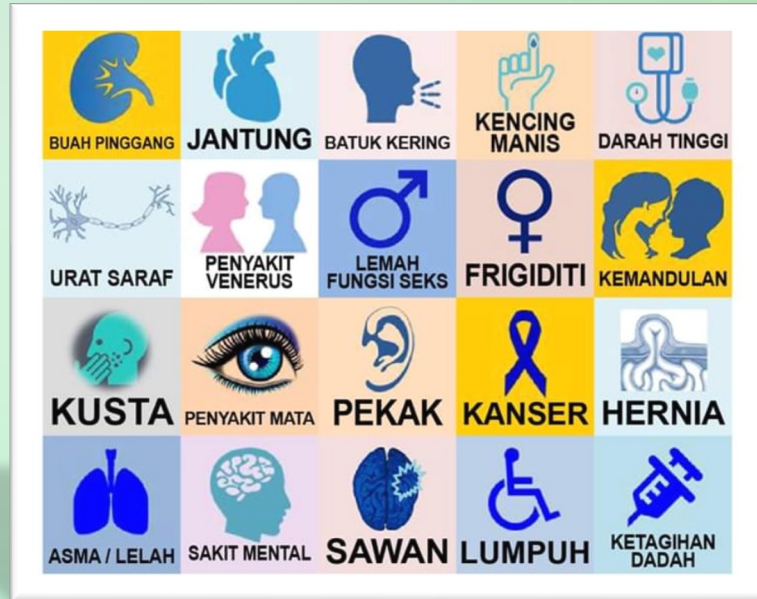 BUAH PINGGANG
JANTUNG
BATUK KERING
KENCING
MANIS
DARAH TINGGI
URAT SARAF
PENYAKIT
VENERUS
LEMAH
FUNGSI SEKS
FRIGIDITI
KEMANDULAN
KUSTA
PENYAKIT MATA
PEKAK
KANSER
HERNIA
ASMA / LELAH
SAKIT MENTAL
SAWAN
LUMPUH
KETAGIHAN
DADAH